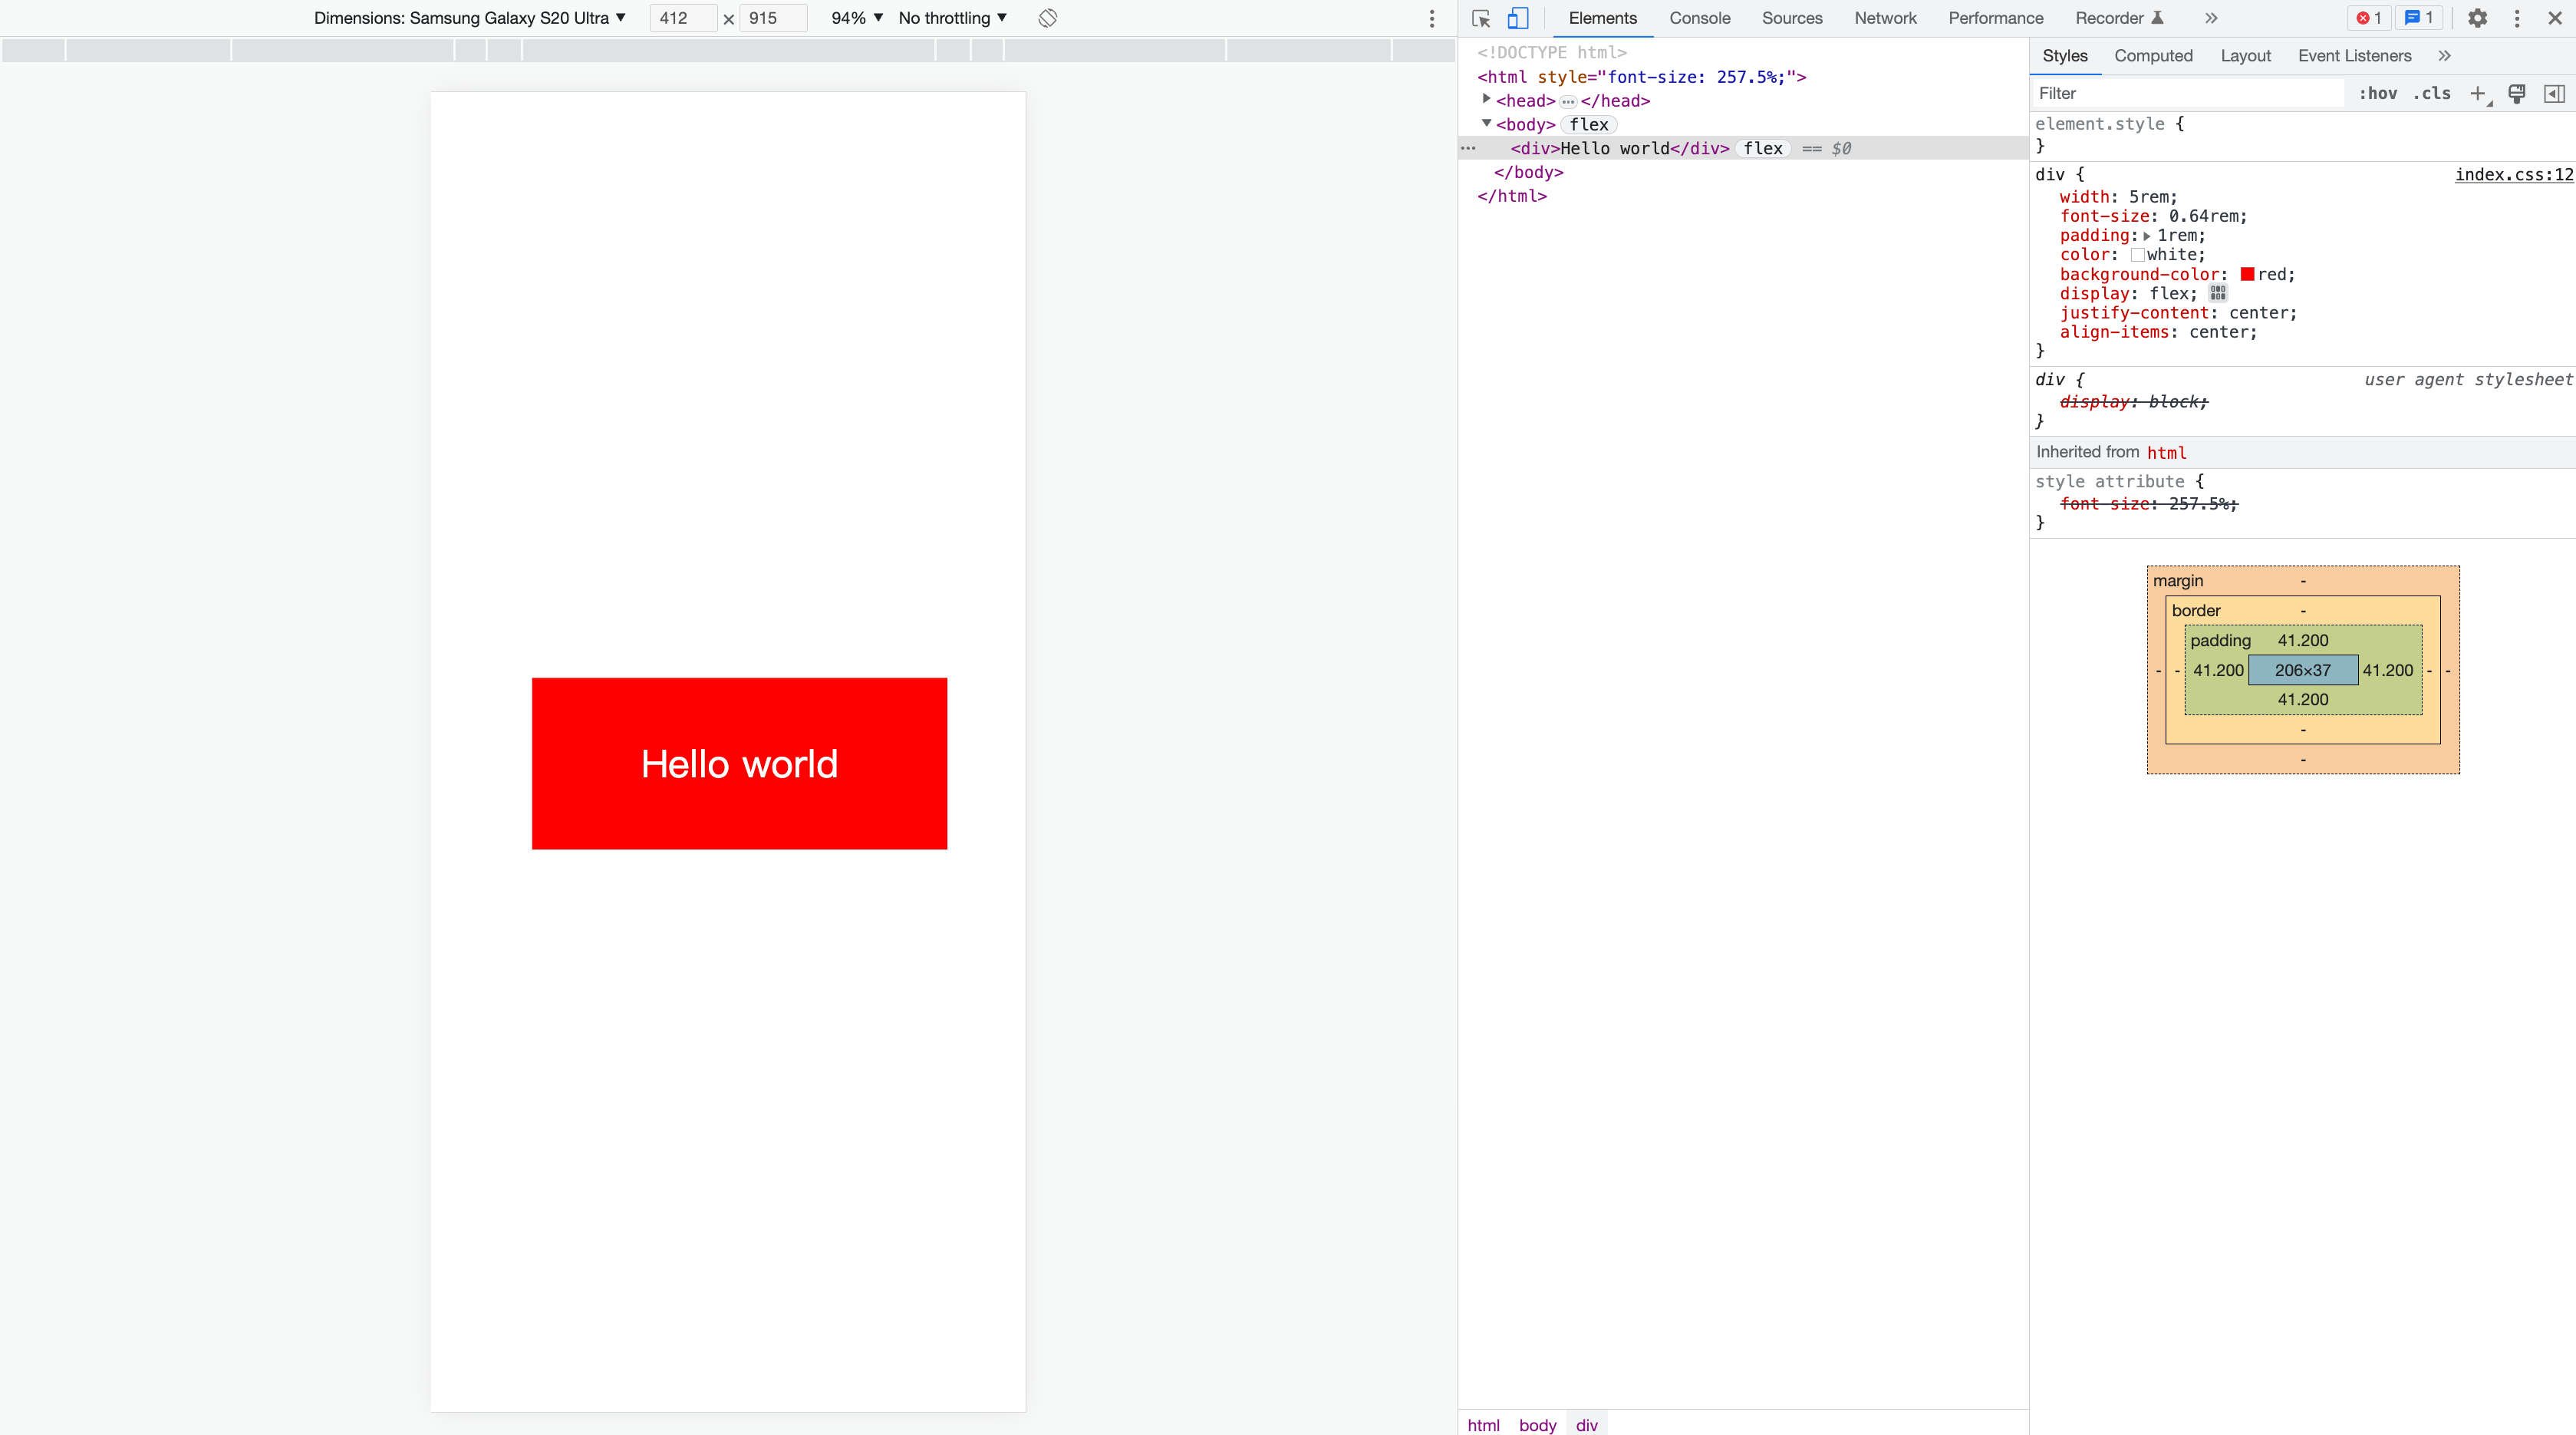 Dimensions: Samsung Galaxy S20 Ultra ▼ 412 × 915 94% ▼ No throttling ▼
Hello world
Elements Console Sources Network Performance Recorder » 1 1
<!DOCTYPE html>
<html style="font-size: 257.5%;">
<head>…</head>
<body> flex
<div>Hello world</div> flex == $0
</body>
</html>
html body div
Styles Computed Layout Event Listeners »
Filter :hov .cls +
element.style {
}
div { index.css:12
width: 5rem;
font-size: 0.64rem;
padding: 1rem;
color: white;
background-color: red;
display: flex;
justify-content: center;
align-items: center;
}
div { user agent stylesheet
display: block;
}
Inherited from html
style attribute {
font-size: 257.5%;
}
margin -
border -
padding 41.200
- - 41.200 206×37 41.200 - -
41.200
-
-